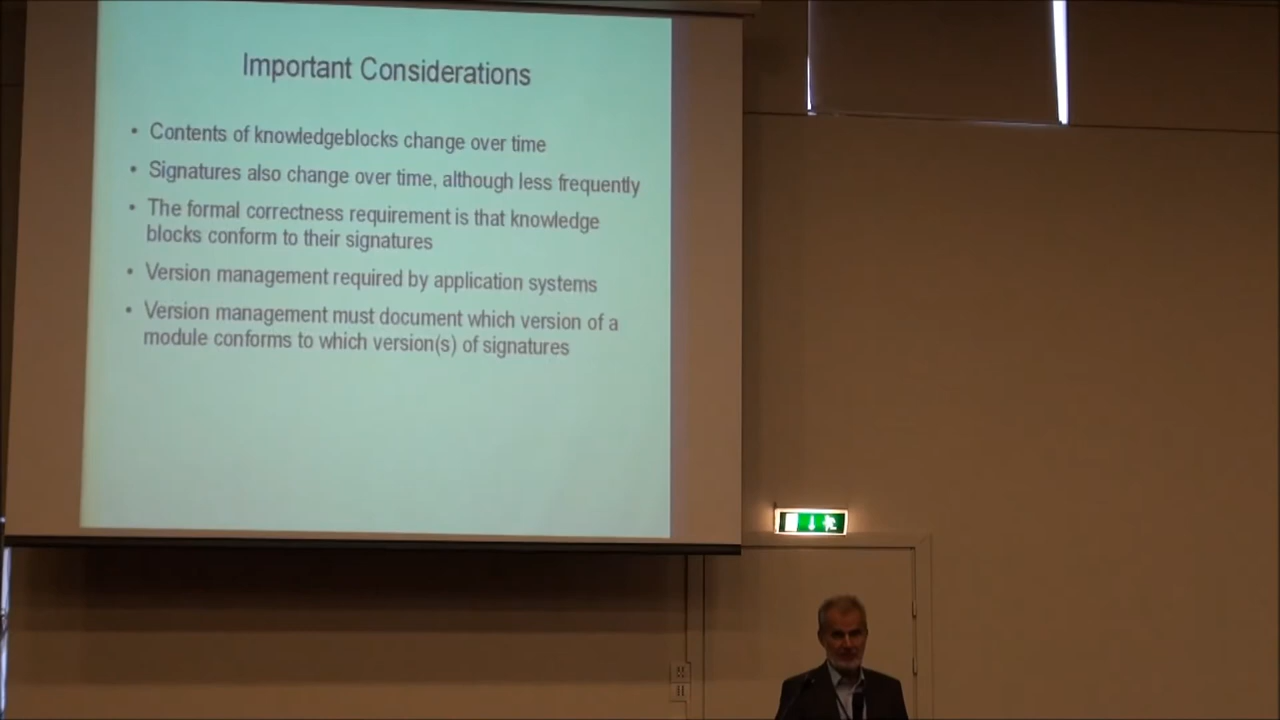 Important Considerations
• Contents of knowledgeblocks change over time
• Signatures also change over time, although less frequently
• The formal correctness requirement is that knowledge
blocks conform to their signatures
• Version management required by application systems
• Version management must document which version of a
module conforms to which version(s) of signatures